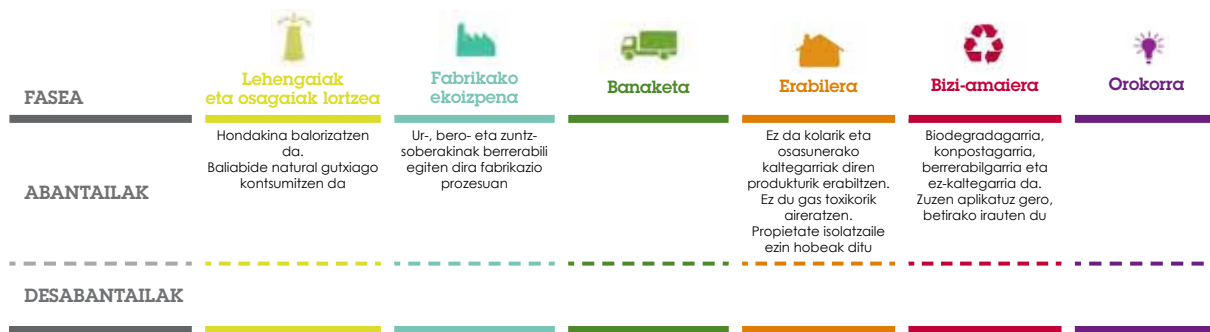 FASEA
Lehengaiak
eta osagaiak lortzea
Fabrikako
ekoizpena
Banaketa
Erabilera
Bizi-amaiera
Orokorra
ABANTAILAK
Hondakina balorizatzen
da.
Baliabide natural gutxiago
kontsumitzen da
Ur-, bero- eta zuntz-
soberakinak berrerabili
egiten dira fabrikazio
prozesuan
Ez da kolarik eta
osasunerako
kaltegarriak diren
produkturik erabiltzen.
Ez du gas toxikorik
aireratzen.
Propietate isolatzaile
ezin hobeak ditu
Biodegradagarria,
konpostagarria,
berrerabilgarria eta
ez-kaltegarria da.
Zuzen aplikatuz gero,
betirako irauten du
DESABANTAILAK